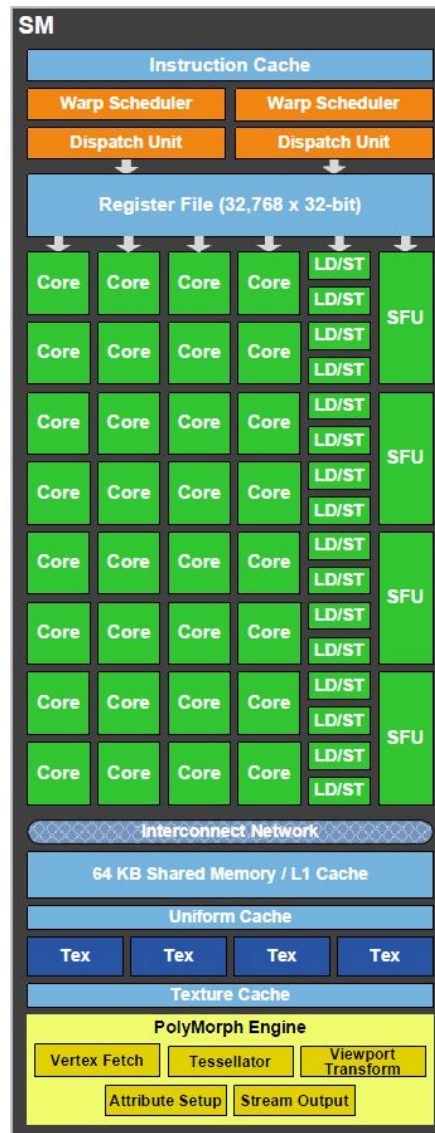 SM
Instruction Cache
Warp Scheduler Warp Scheduler
Dispatch Unit Dispatch Unit
Register File (32,768 x 32-bit)
LD/ST
Core Core Core Core
LD/ST
SFU
LD/ST
Core Core Core Core
LD/ST
LD/ST
Core Core Core Core
LD/ST
SFU
LD/ST
Core Core Core Core
LD/ST
LD/ST
Core Core Core Core
LD/ST
SFU
LD/ST
Core Core Core Core
LD/ST
LD/ST
Core Core Core Core
LD/ST
SFU
LD/ST
Core Core Core Core
LD/ST
Interconnect Network
64 KB Shared Memory / L1 Cache
Uniform Cache
Tex Tex Tex Tex
Texture Cache
PolyMorph Engine
Vertex Fetch Tessellator Viewport
Transform
Attribute Setup Stream Output